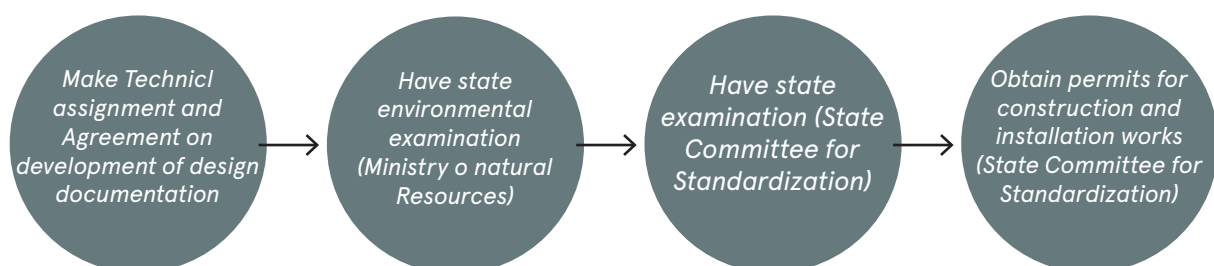 Make Technicl
assignment and
Agreement on
development of design
documentation
Have state
environmental
examination
(Ministry o natural
Resources)
Have state
examination (State
Committee for
Standardization)
Obtain permits for
construction and
installation works
(State Committee for
Standardization)